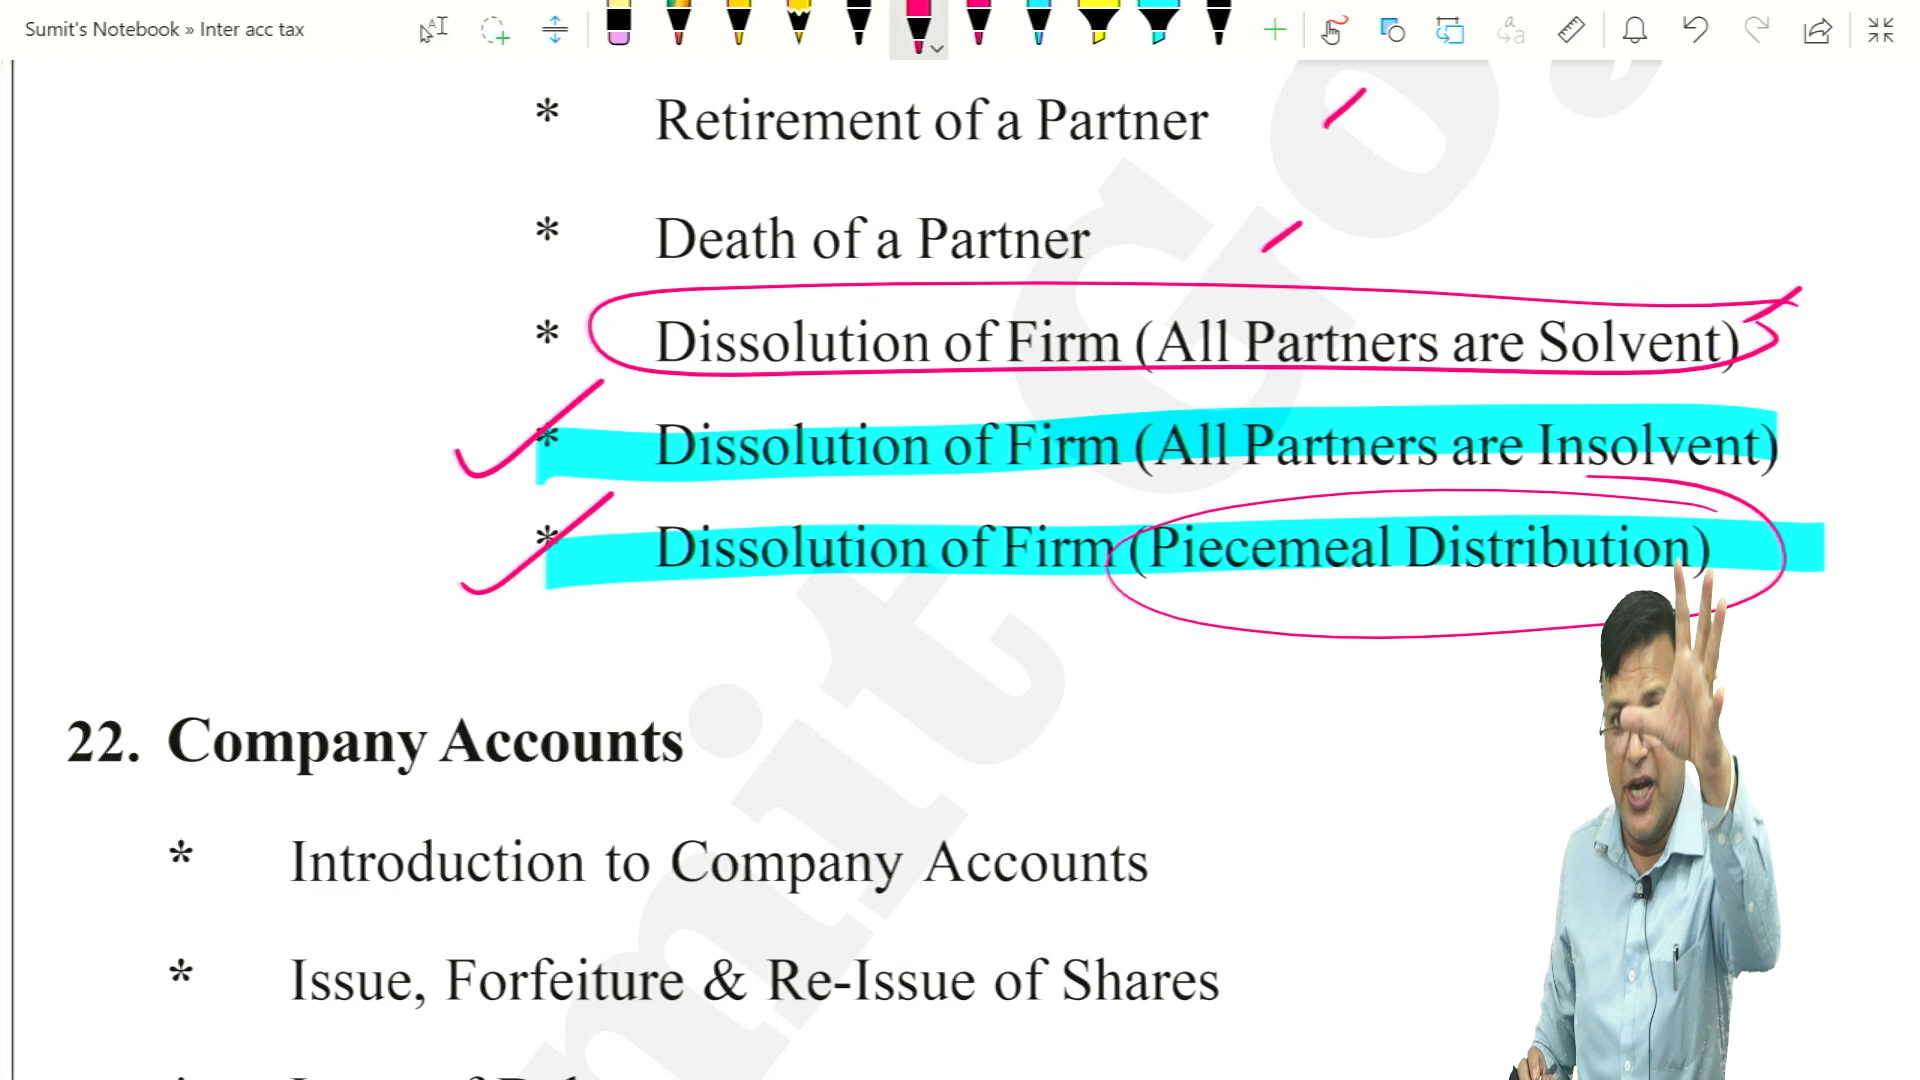 Sumit's Notebook » Inter acc tax
* Retirement of a Partner
* Death of a Partner
* Dissolution of Firm (All Partners are Solvent)
* Dissolution of Firm (All Partners are Insolvent)
* Dissolution of Firm (Piecemeal Distribution)
22. Company Accounts
* Introduction to Company Accounts
* Issue, Forfeiture & Re-Issue of Shares